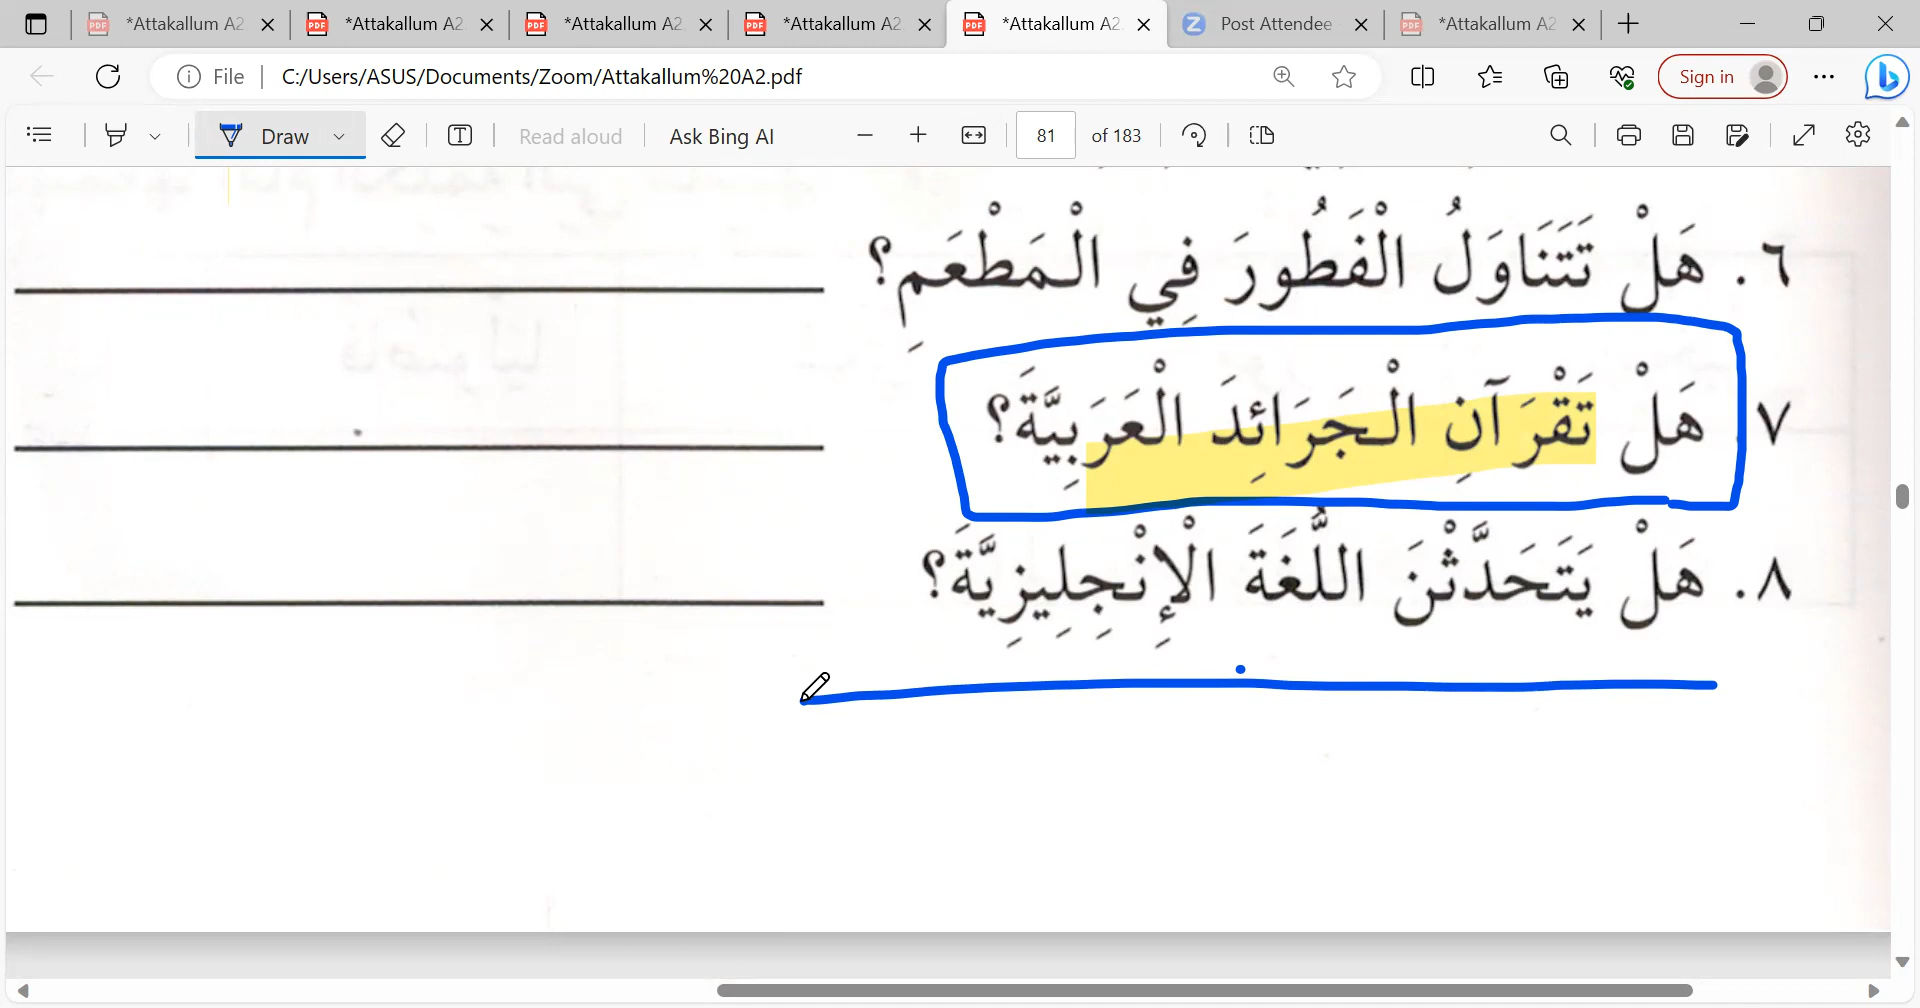 *Attakallum A2 *Attakallum A2 *Attakallum A2 *Attakallum A2 *Attakallum A2 Post Attendee *Attakallum A2
File C:/Users/ASUS/Documents/Zoom/Attakallum%20A2.pdf Sign in
Draw Read aloud Ask Bing AI 81 of 183
٦. هَلْ تَتَنَاوَلُ الْفَطُورَ فِي الْمَطْعَمِ؟
٧ هَلْ تَقْرَآنِ الْجَرَائِدَ الْعَرَبِيَّةَ؟
٨. هَلْ يَتَحَدَّثْنَ اللُّغَةَ الْإِنْجِلِيزِيَّةَ؟